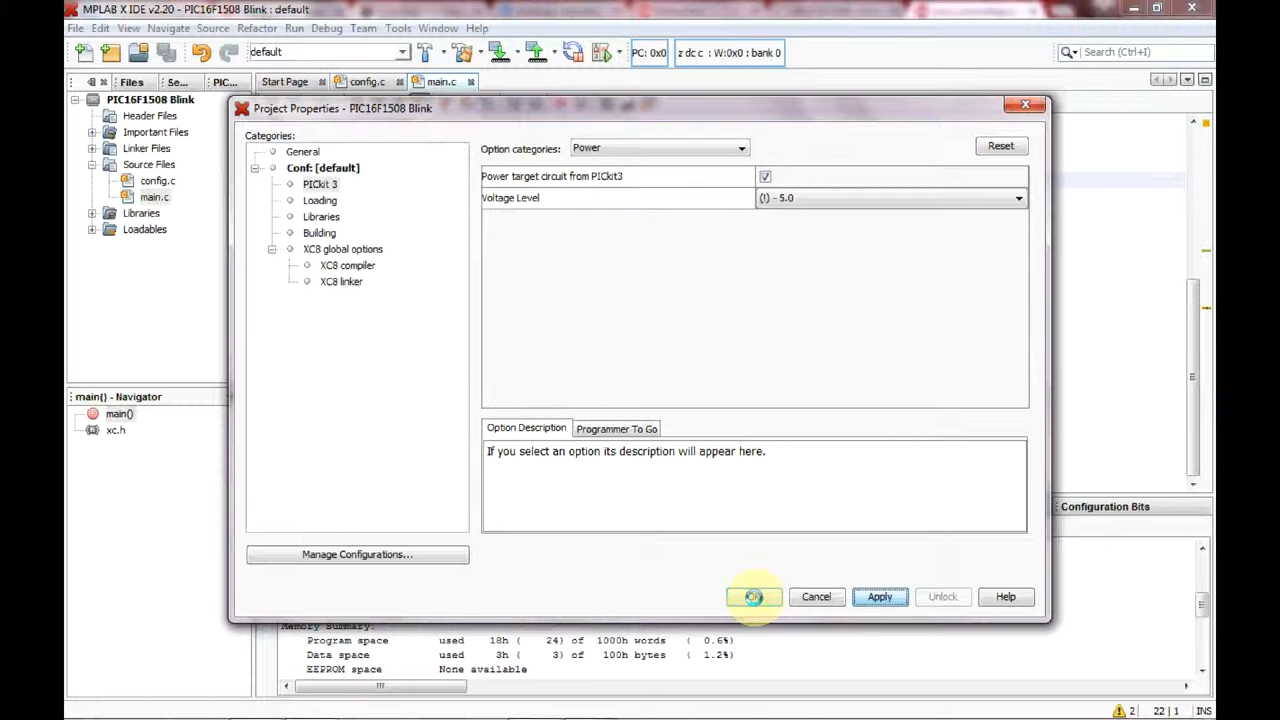 MPLAB X IDE v2.20 - PIC16F1508 Blink : default
File Edit View Navigate Source Refactor Run Debug Team Tools Window Help
default
PC: 0x0
z dc c : W:0x0 : bank 0
Search (Ctrl+I)
Files
Se...
PIC...
Start Page
config.c
main.c
PIC16F1508 Blink
Header Files
Important Files
Linker Files
Source Files
config.c
main.c
Libraries
Loadables
main() - Navigator
main()
xc.h
Project Properties - PIC16F1508 Blink
Categories:
General
Conf: [default]
PICkit 3
Loading
Libraries
Building
XC8 global options
XC8 compiler
XC8 linker
Manage Configurations...
Option categories: Power
Reset
Power target circuit from PICkit3
Voltage Level (!) - 5.0
Option Description
Programmer To Go
If you select an option its description will appear here.
Cancel
Apply
Unlock
Help
Configuration Bits
Memory Summary:
Program space used 18h ( 24) of 1000h words ( 0.6%)
Data space used 3h ( 3) of 100h bytes ( 1.2%)
EEPROM space None available
2
22 | 1
INS